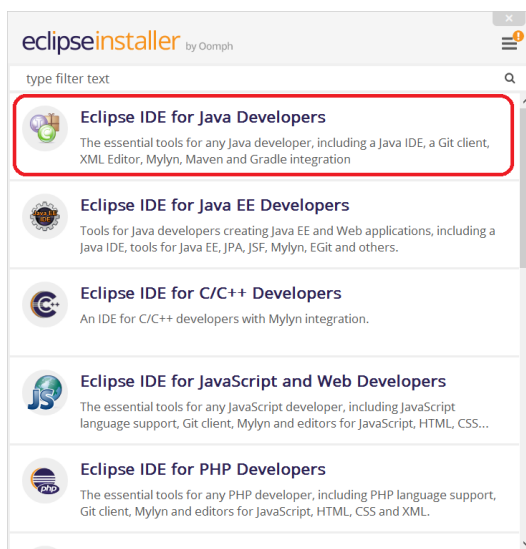 eclipseinstaller by Oomph
type filter text
Eclipse IDE for Java Developers
The essential tools for any Java developer, including a Java IDE, a Git client,
XML Editor, Mylyn, Maven and Gradle integration
Java EE
IDE
Eclipse IDE for Java EE Developers
Tools for Java developers creating Java EE and Web applications, including a
Java IDE, tools for Java EE, JPA, JSF, Mylyn, EGit and others.
C++
Eclipse IDE for C/C++ Developers
An IDE for C/C++ developers with Mylyn integration.
JS
Eclipse IDE for JavaScript and Web Developers
The essential tools for any JavaScript developer, including JavaScript
language support, Git client, Mylyn and editors for JavaScript, HTML, CSS...
php
Eclipse IDE for PHP Developers
The essential tools for any PHP developer, including PHP language support,
Git client, Mylyn and editors for JavaScript, HTML, CSS and XML.